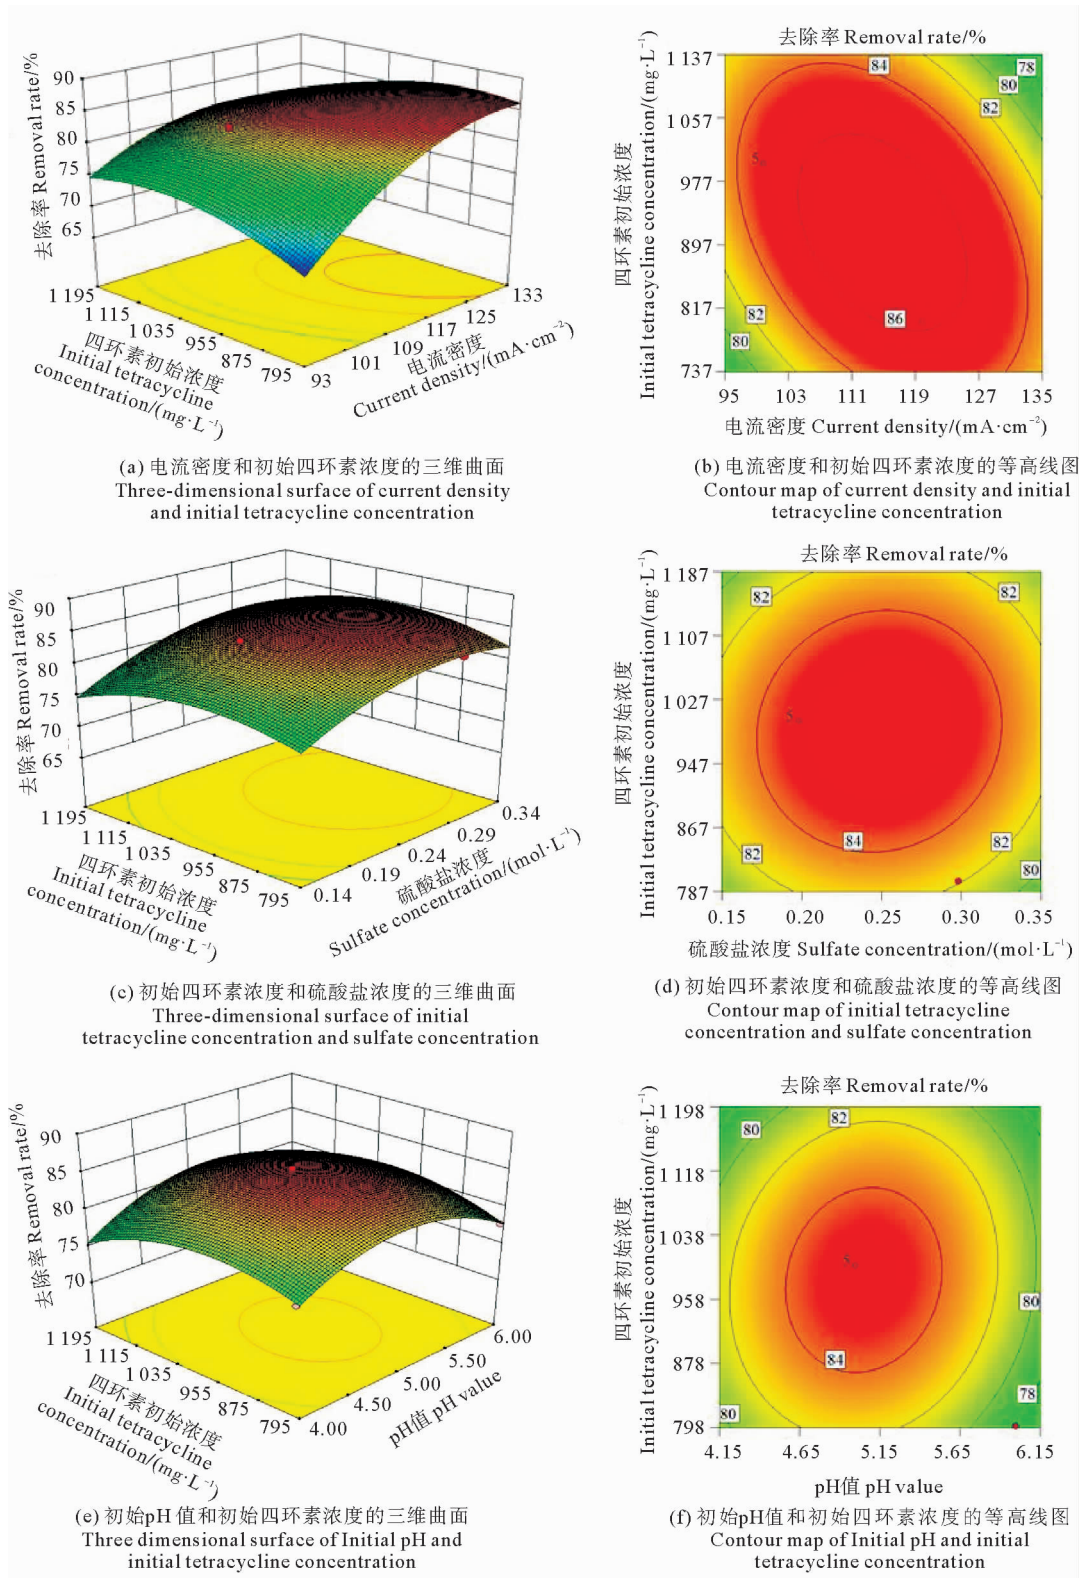 去除率 Removal rate/%
90
85
80
75
70
65
1 195
1 115
1 035
955
875
795
四环素初始浓度
Initial tetracycline
concentration/(mg·L⁻¹)
93
101
109
117
125
133
电流密度
Current density/(mA·cm⁻²)
(a) 电流密度和初始四环素浓度的三维曲面
Three-dimensional surface of current density
and initial tetracycline concentration
去除率 Removal rate/%
四环素初始浓度
Initial tetracycline concentration/(mg·L⁻¹)
1 137
1 057
977
897
817
737
84
78
80
82
5
82
80
86
95 103 111 119 127 135
电流密度 Current density/(mA·cm⁻²)
(b) 电流密度和初始四环素浓度的等高线图
Contour map of current density and initial
tetracycline concentration
去除率 Removal rate/%
90
85
80
75
70
65
1 195
1 115
1 035
955
875
795
四环素初始浓度
Initial tetracycline
concentration/(mg·L⁻¹)
0.14
0.19
0.24
0.29
0.34
硫酸盐浓度
Sulfate concentration/(mol·L⁻¹)
(c) 初始四环素浓度和硫酸盐浓度的三维曲面
Three-dimensional surface of initial
tetracycline concentration and sulfate concentration
去除率 Removal rate/%
四环素初始浓度
Initial tetracycline concentration/(mg·L⁻¹)
1 187
1 107
1 027
947
867
787
82
82
5
84
82
82
80
0.15 0.20 0.25 0.30 0.35
硫酸盐浓度 Sulfate concentration/(mol·L⁻¹)
(d) 初始四环素浓度和硫酸盐浓度的等高线图
Contour map of initial tetracycline
concentration and sulfate concentration
去除率 Removal rate/%
90
85
80
75
70
1 195
1 115
1 035
955
875
795
四环素初始浓度
Initial tetracycline
concentration/(mg·L⁻¹)
4.00
4.50
5.00
5.50
6.00
pH值 pH value
(e) 初始pH 值和初始四环素浓度的三维曲面
Three dimensional surface of Initial pH and
initial tetracycline concentration
去除率 Removal rate/%
四环素初始浓度
Initial tetracycline concentration/(mg·L⁻¹)
1 198
1 118
1 038
958
878
798
80
82
5
80
84
78
80
4.15 4.65 5.15 5.65 6.15
pH值 pH value
(f) 初始pH值和初始四环素浓度的等高线图
Contour map of Initial pH and initial
tetracycline concentration